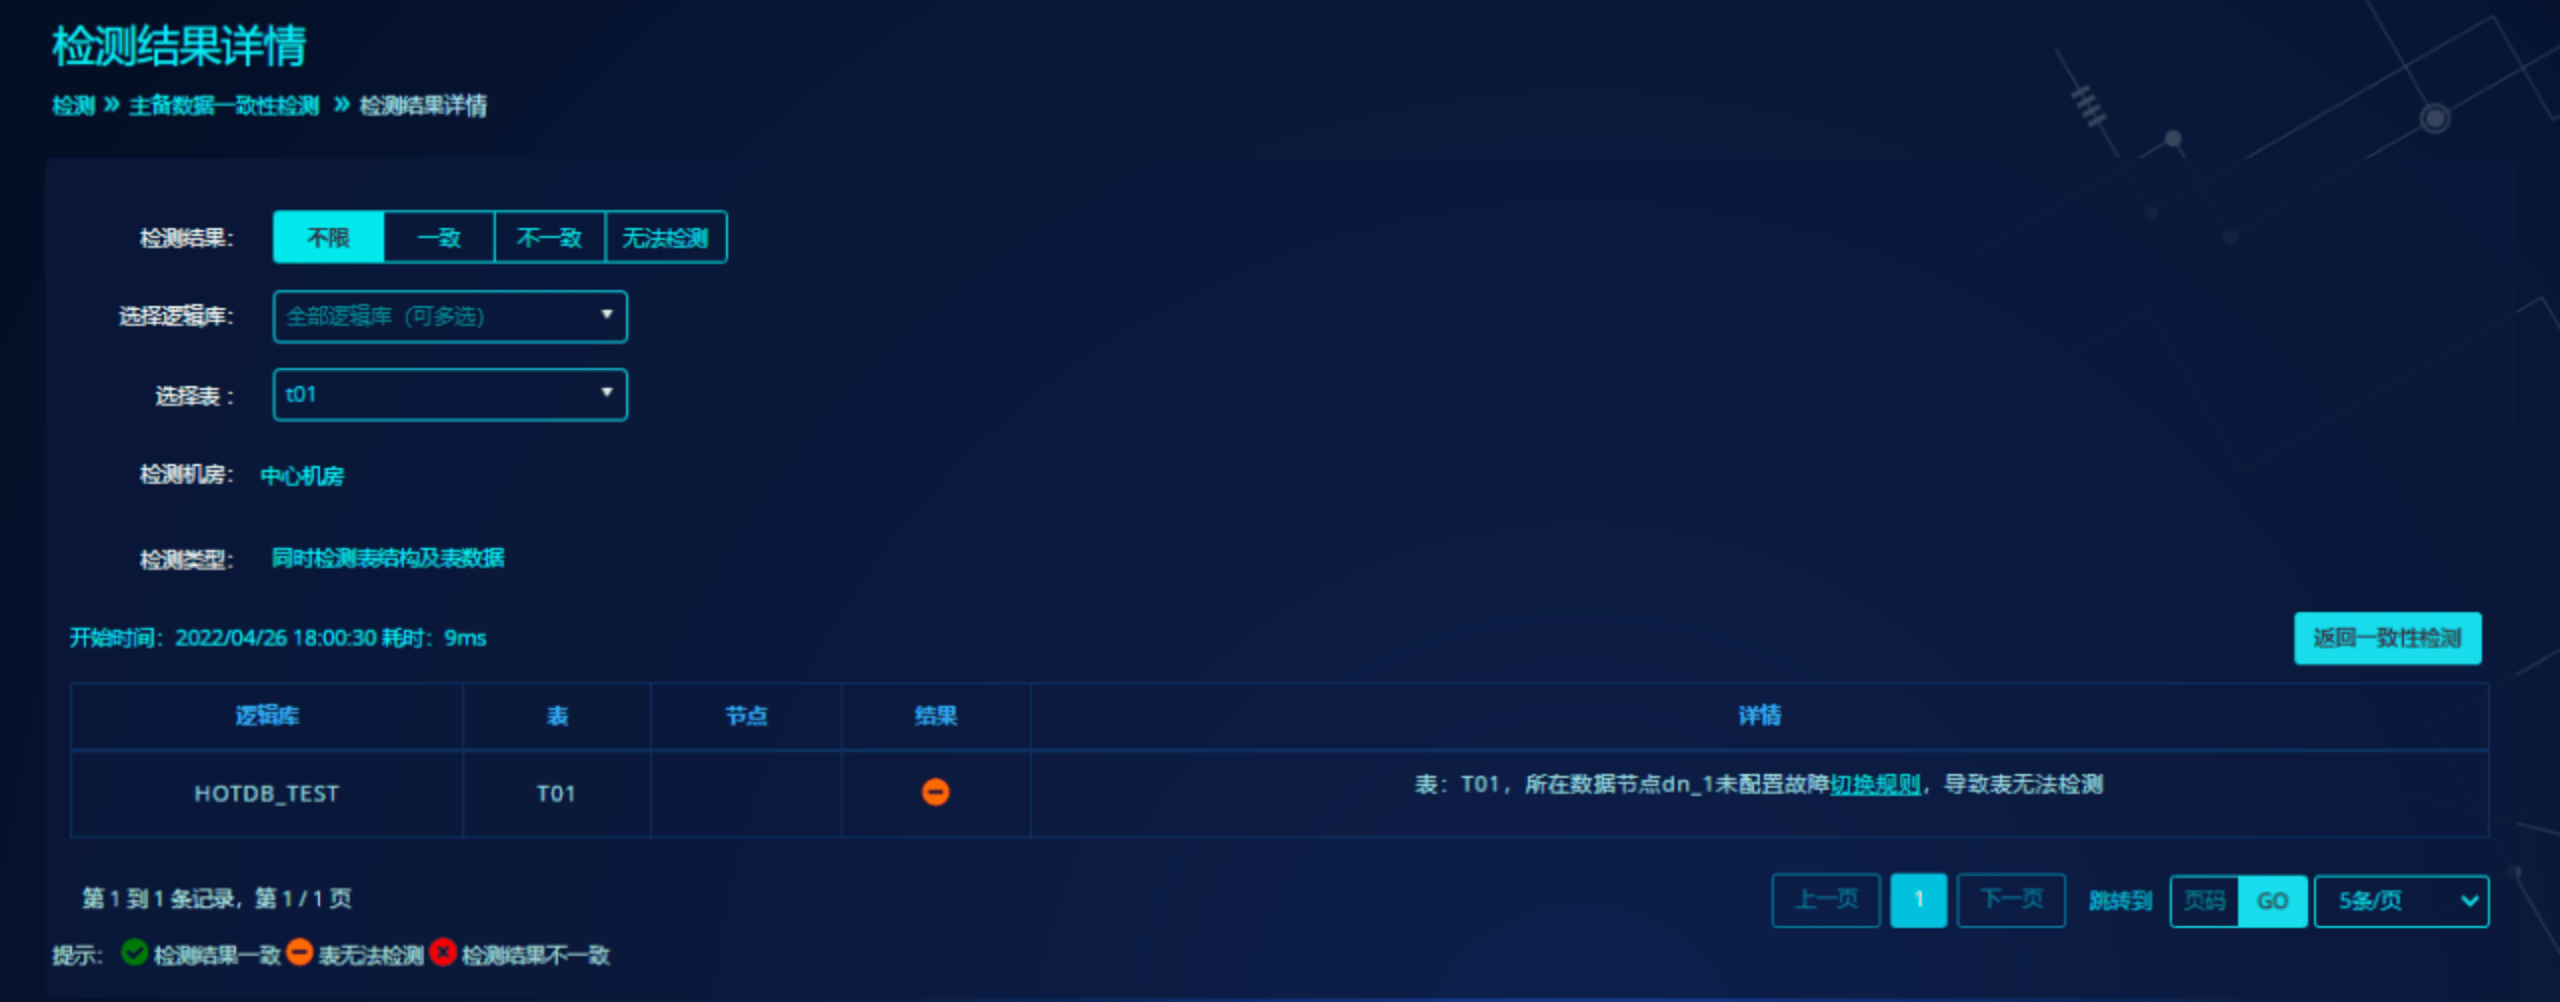 检测结果详情
检测 » 主备数据一致性检测 » 检测结果详情
检测结果： 不限 一致 不一致 无法检测
选择逻辑库： 全部逻辑库（可多选）
选择表： t01
检测机房： 中心机房
检测类型： 同时检测表结构及表数据
开始时间：2022/04/26 18:00:30 耗时：9ms 返回一致性检测
逻辑库 表 节点 结果 详情
HOTDB_TEST T01 表：T01，所在数据节点dn_1未配置故障切换规则，导致表无法检测
第 1 到 1 条记录，第 1 / 1 页 上一页 1 下一页 跳转到 页码 GO 5条/页
提示： 检测结果一致 表无法检测 检测结果不一致